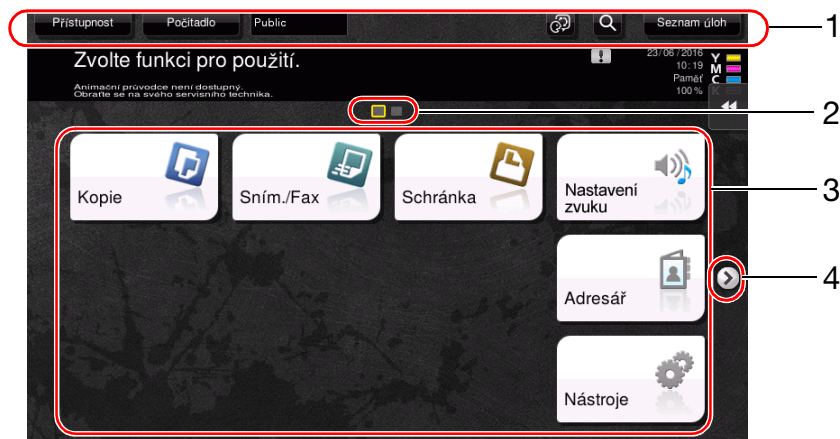 Přístupnost Počitadlo Public Seznam úloh 1
Zvolte funkci pro použití.
Animační průvodce není dostupný.
Obraťte se na svého servisního technika.
! 23/06/2016 Y
10:19 M
Paměť C
100 % K
2
Kopie Sním./Fax Schránka Nastavení
zvuku 3
Adresář 4
Nástroje